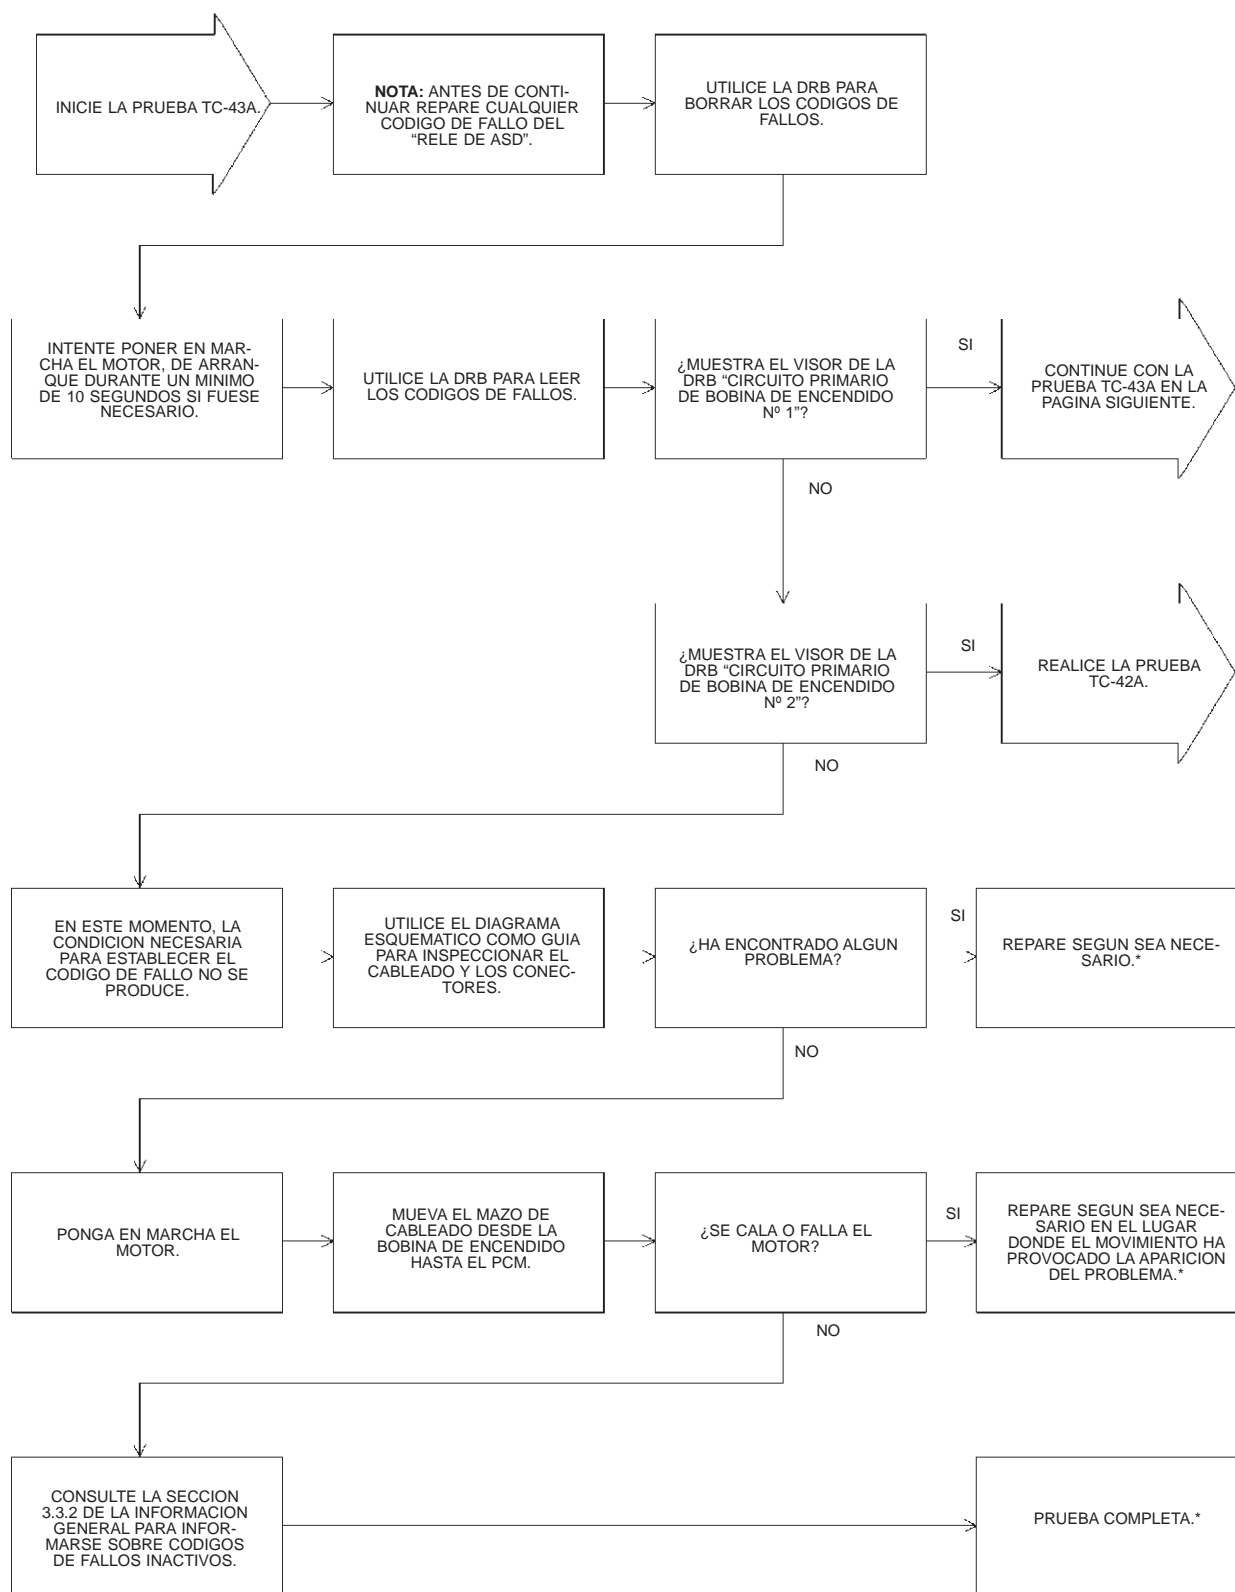 INICIE LA PRUEBA TC-43A.
NOTA: ANTES DE CONTI-
NUAR REPARE CUALQUIER
CODIGO DE FALLO DEL
“RELE DE ASD”.
UTILICE LA DRB PARA
BORRAR LOS CODIGOS DE
FALLOS.
INTENTE PONER EN MAR-
CHA EL MOTOR, DE ARRAN-
QUE DURANTE UN MINIMO
DE 10 SEGUNDOS SI FUESE
NECESARIO.
UTILICE LA DRB PARA LEER
LOS CODIGOS DE FALLOS.
¿MUESTRA EL VISOR DE LA
DRB “CIRCUITO PRIMARIO
DE BOBINA DE ENCENDIDO
Nº 1”?
SI
CONTINUE CON LA
PRUEBA TC-43A EN LA
PAGINA SIGUIENTE.
NO
¿MUESTRA EL VISOR DE LA
DRB “CIRCUITO PRIMARIO
DE BOBINA DE ENCENDIDO
Nº 2”?
SI
REALICE LA PRUEBA
TC-42A.
NO
EN ESTE MOMENTO, LA
CONDICION NECESARIA
PARA ESTABLECER EL
CODIGO DE FALLO NO SE
PRODUCE.
UTILICE EL DIAGRAMA
ESQUEMATICO COMO GUIA
PARA INSPECCIONAR EL
CABLEADO Y LOS CONEC-
TORES.
¿HA ENCONTRADO ALGUN
PROBLEMA?
SI
REPARE SEGUN SEA NECE-
SARIO.*
NO
PONGA EN MARCHA EL
MOTOR.
MUEVA EL MAZO DE
CABLEADO DESDE LA
BOBINA DE ENCENDIDO
HASTA EL PCM.
¿SE CALA O FALLA EL
MOTOR?
SI
REPARE SEGUN SEA NECE-
SARIO EN EL LUGAR
DONDE EL MOVIMIENTO HA
PROVOCADO LA APARICION
DEL PROBLEMA.*
NO
CONSULTE LA SECCION
3.3.2 DE LA INFORMACION
GENERAL PARA INFOR-
MARSE SOBRE CODIGOS
DE FALLOS INACTIVOS.
PRUEBA COMPLETA.*